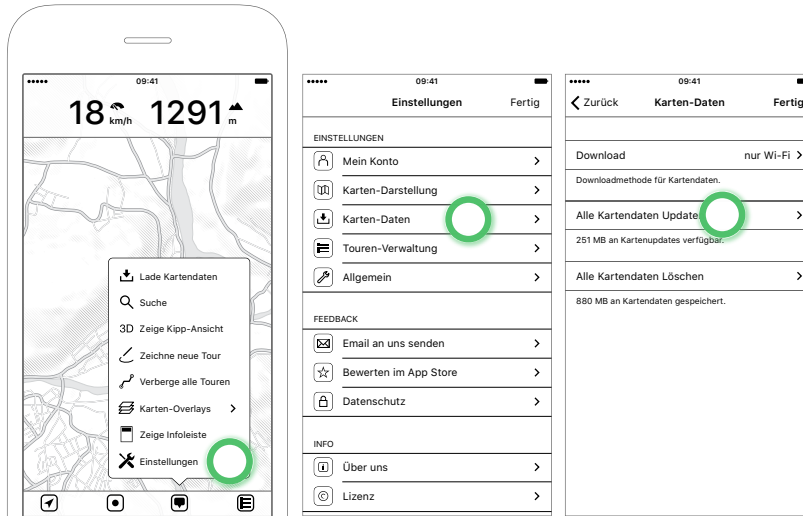 09:41
18 km/h 1291 m
Lade Kartendaten
Suche
3D Zeige Kipp-Ansicht
Zeichne neue Tour
Verberge alle Touren
Karten-Overlays
Zeige Infoleiste
Einstellungen
09:41
Einstellungen Fertig
EINSTELLUNGEN
Mein Konto
Karten-Darstellung
Karten-Daten
Touren-Verwaltung
Allgemein
FEEDBACK
Email an uns senden
Bewerten im App Store
Datenschutz
INFO
Über uns
Lizenz
09:41
Zurück Karten-Daten Fertig
Download nur Wi-Fi
Downloadmethode für Kartendaten.
Alle Kartendaten Update
251 MB an Kartenupdates verfügbar.
Alle Kartendaten Löschen
880 MB an Kartendaten gespeichert.